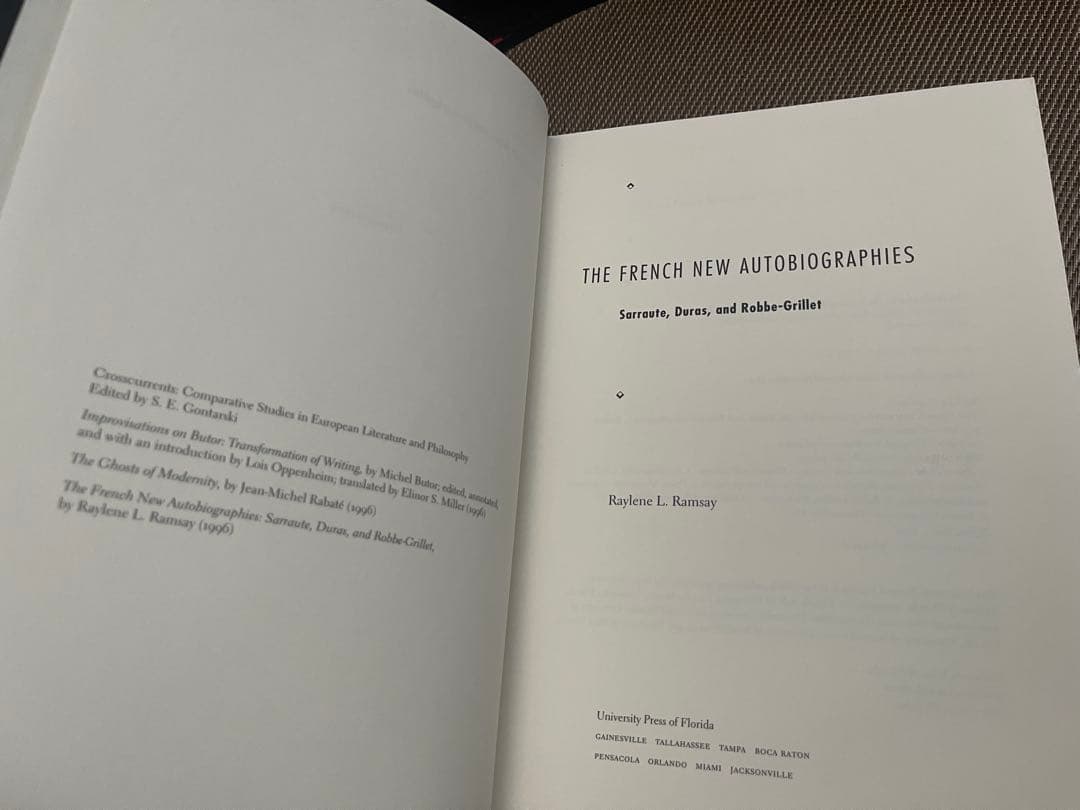 Crosscurrents: Comparative Studies in European Literature and Philosophy
Edited by S. E. Gontarski
Improvisations on Butor: Transformation of Writing, by Michel Butor; edited, annotated,
and with an introduction by Lois Oppenheim; translated by Elinor S. Miller (1996)
The Ghosts of Modernity, by Jean-Michel Rabaté (1996)
The French New Autobiographies: Sarraute, Duras, and Robbe-Grillet,
by Raylene L. Ramsay (1996)
THE FRENCH NEW AUTOBIOGRAPHIES
Sarraute, Duras, and Robbe-Grillet
Raylene L. Ramsay
University Press of Florida
GAINESVILLE TALLAHASSEE TAMPA BOCA RATON
PENSACOLA ORLANDO MIAMI JACKSONVILLE